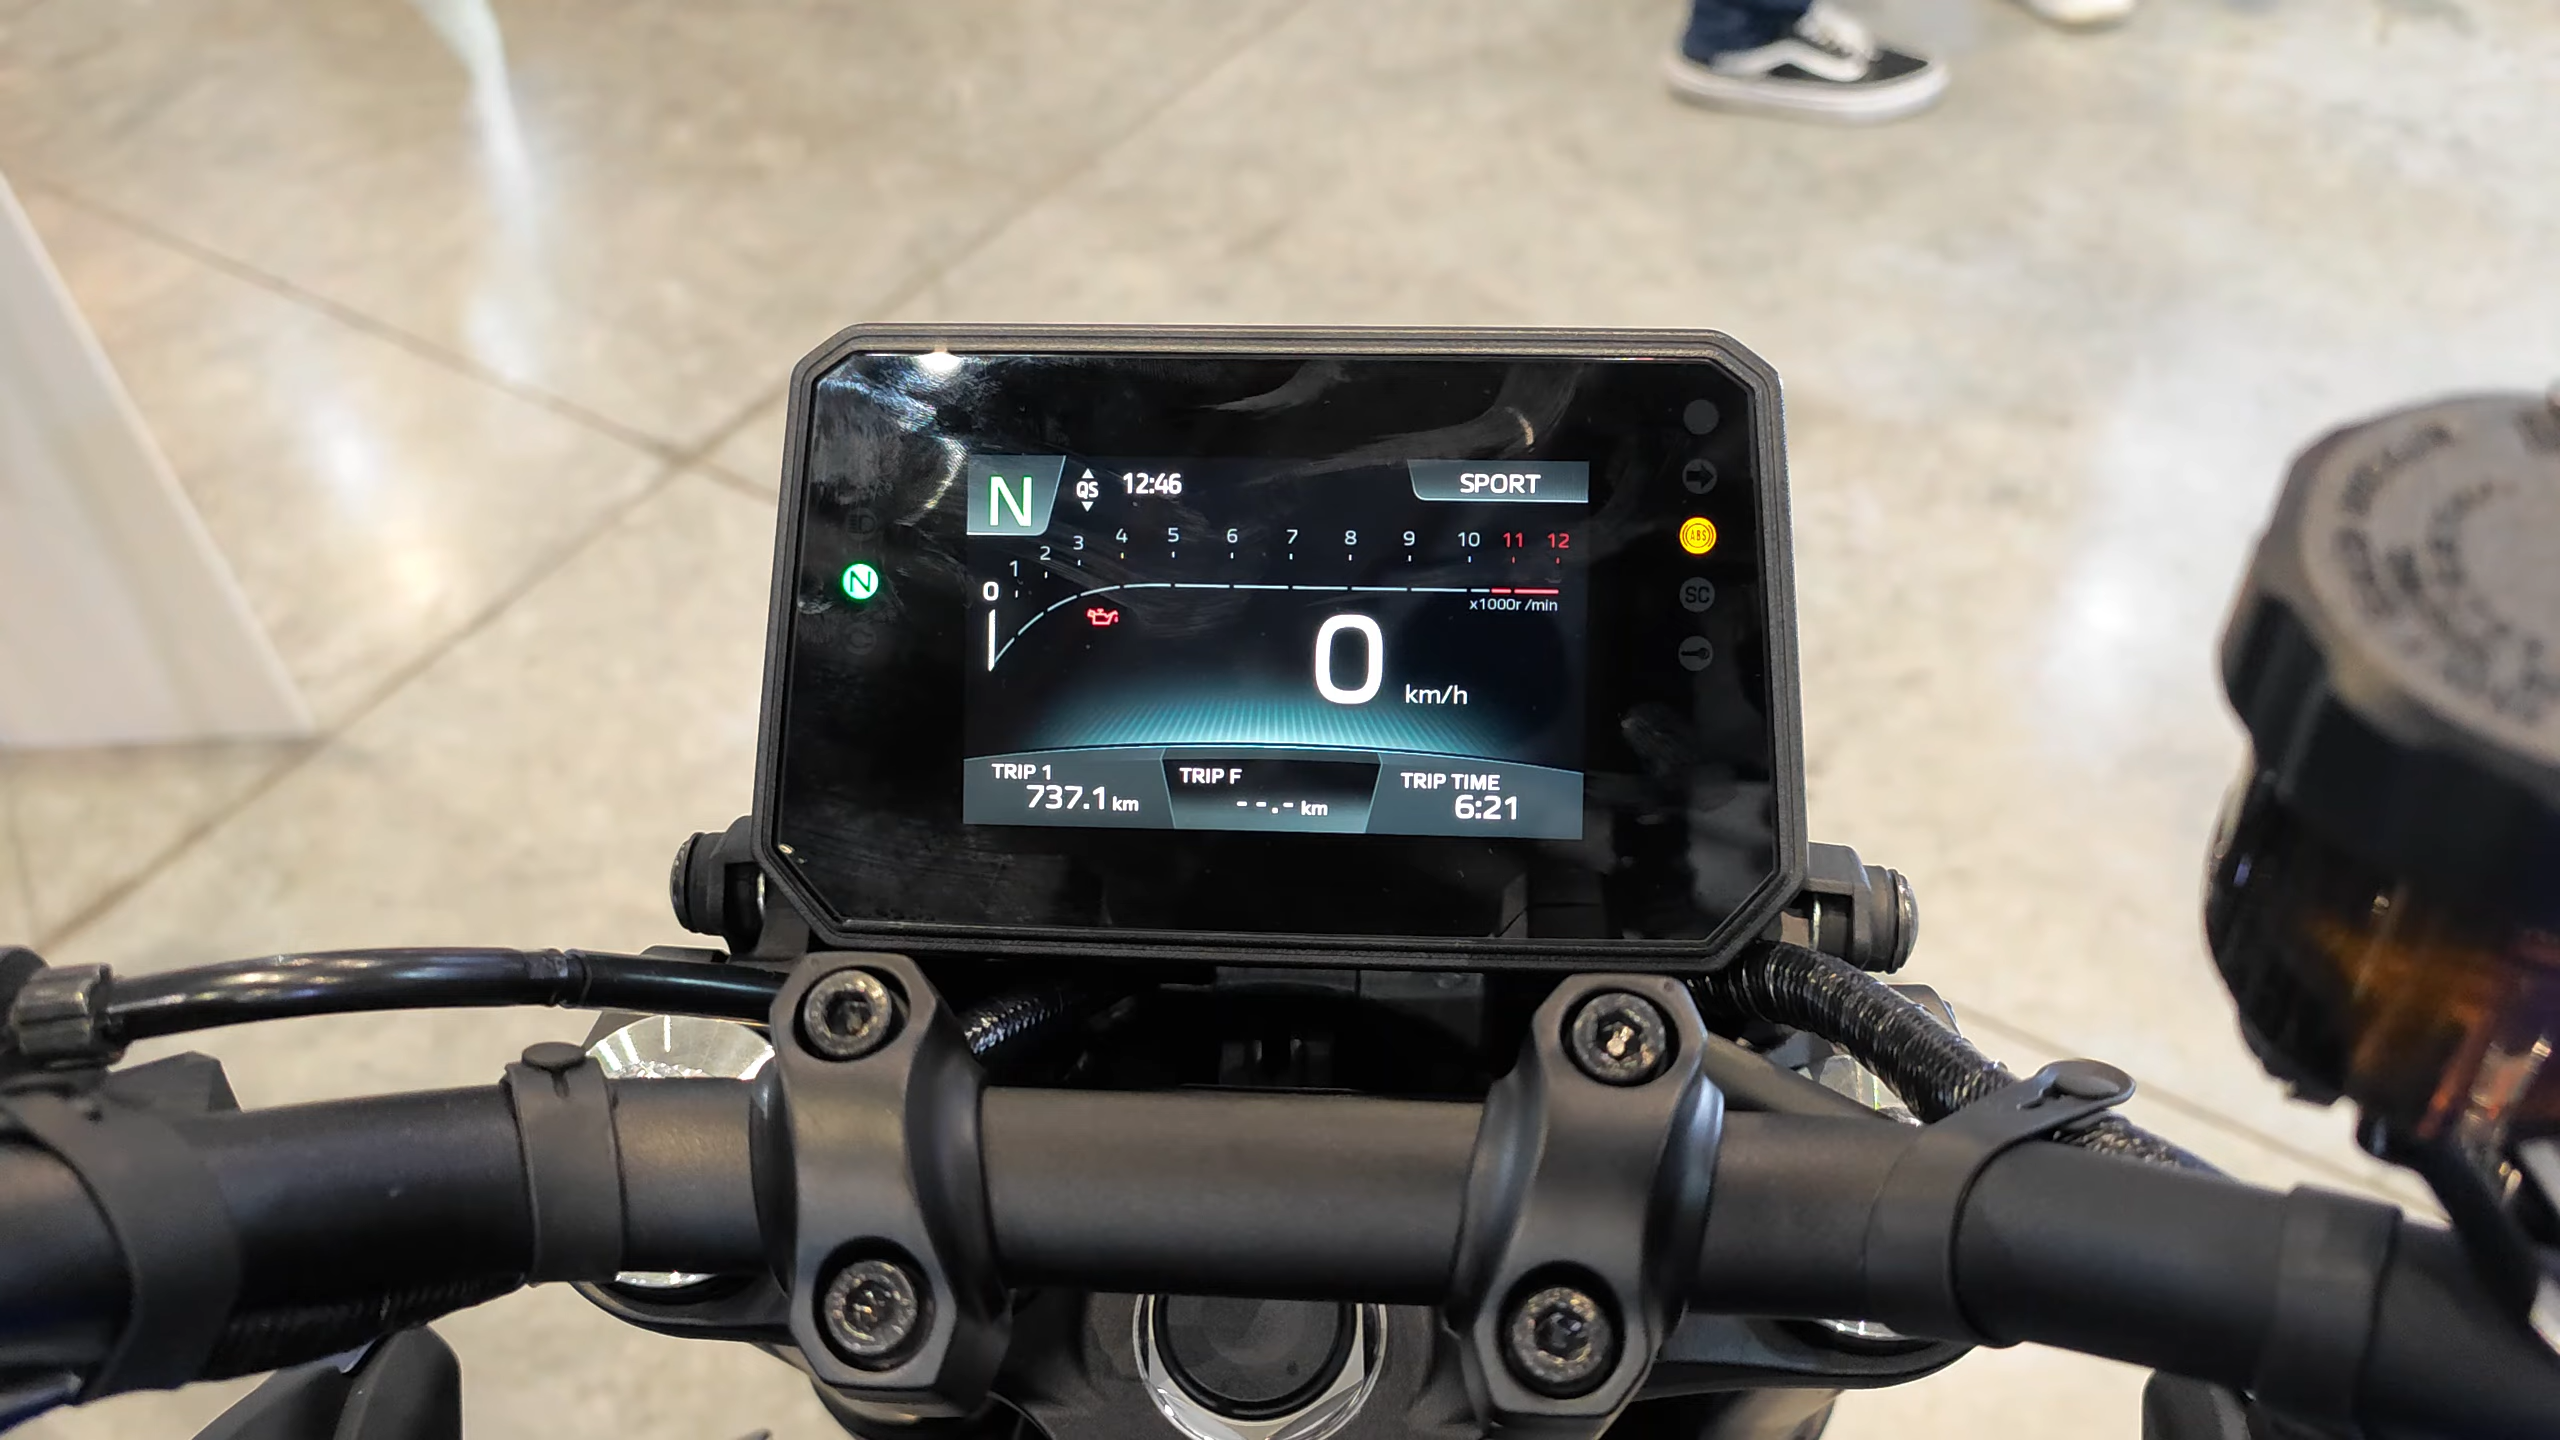 N QS 12:46 SPORT
0 1 2 3 4 5 6 7 8 9 10 11 12
x1000r/min
N
ABS
SC
0 km/h
TRIP 1 TRIP F TRIP TIME
737.1 km --.- km 6:21